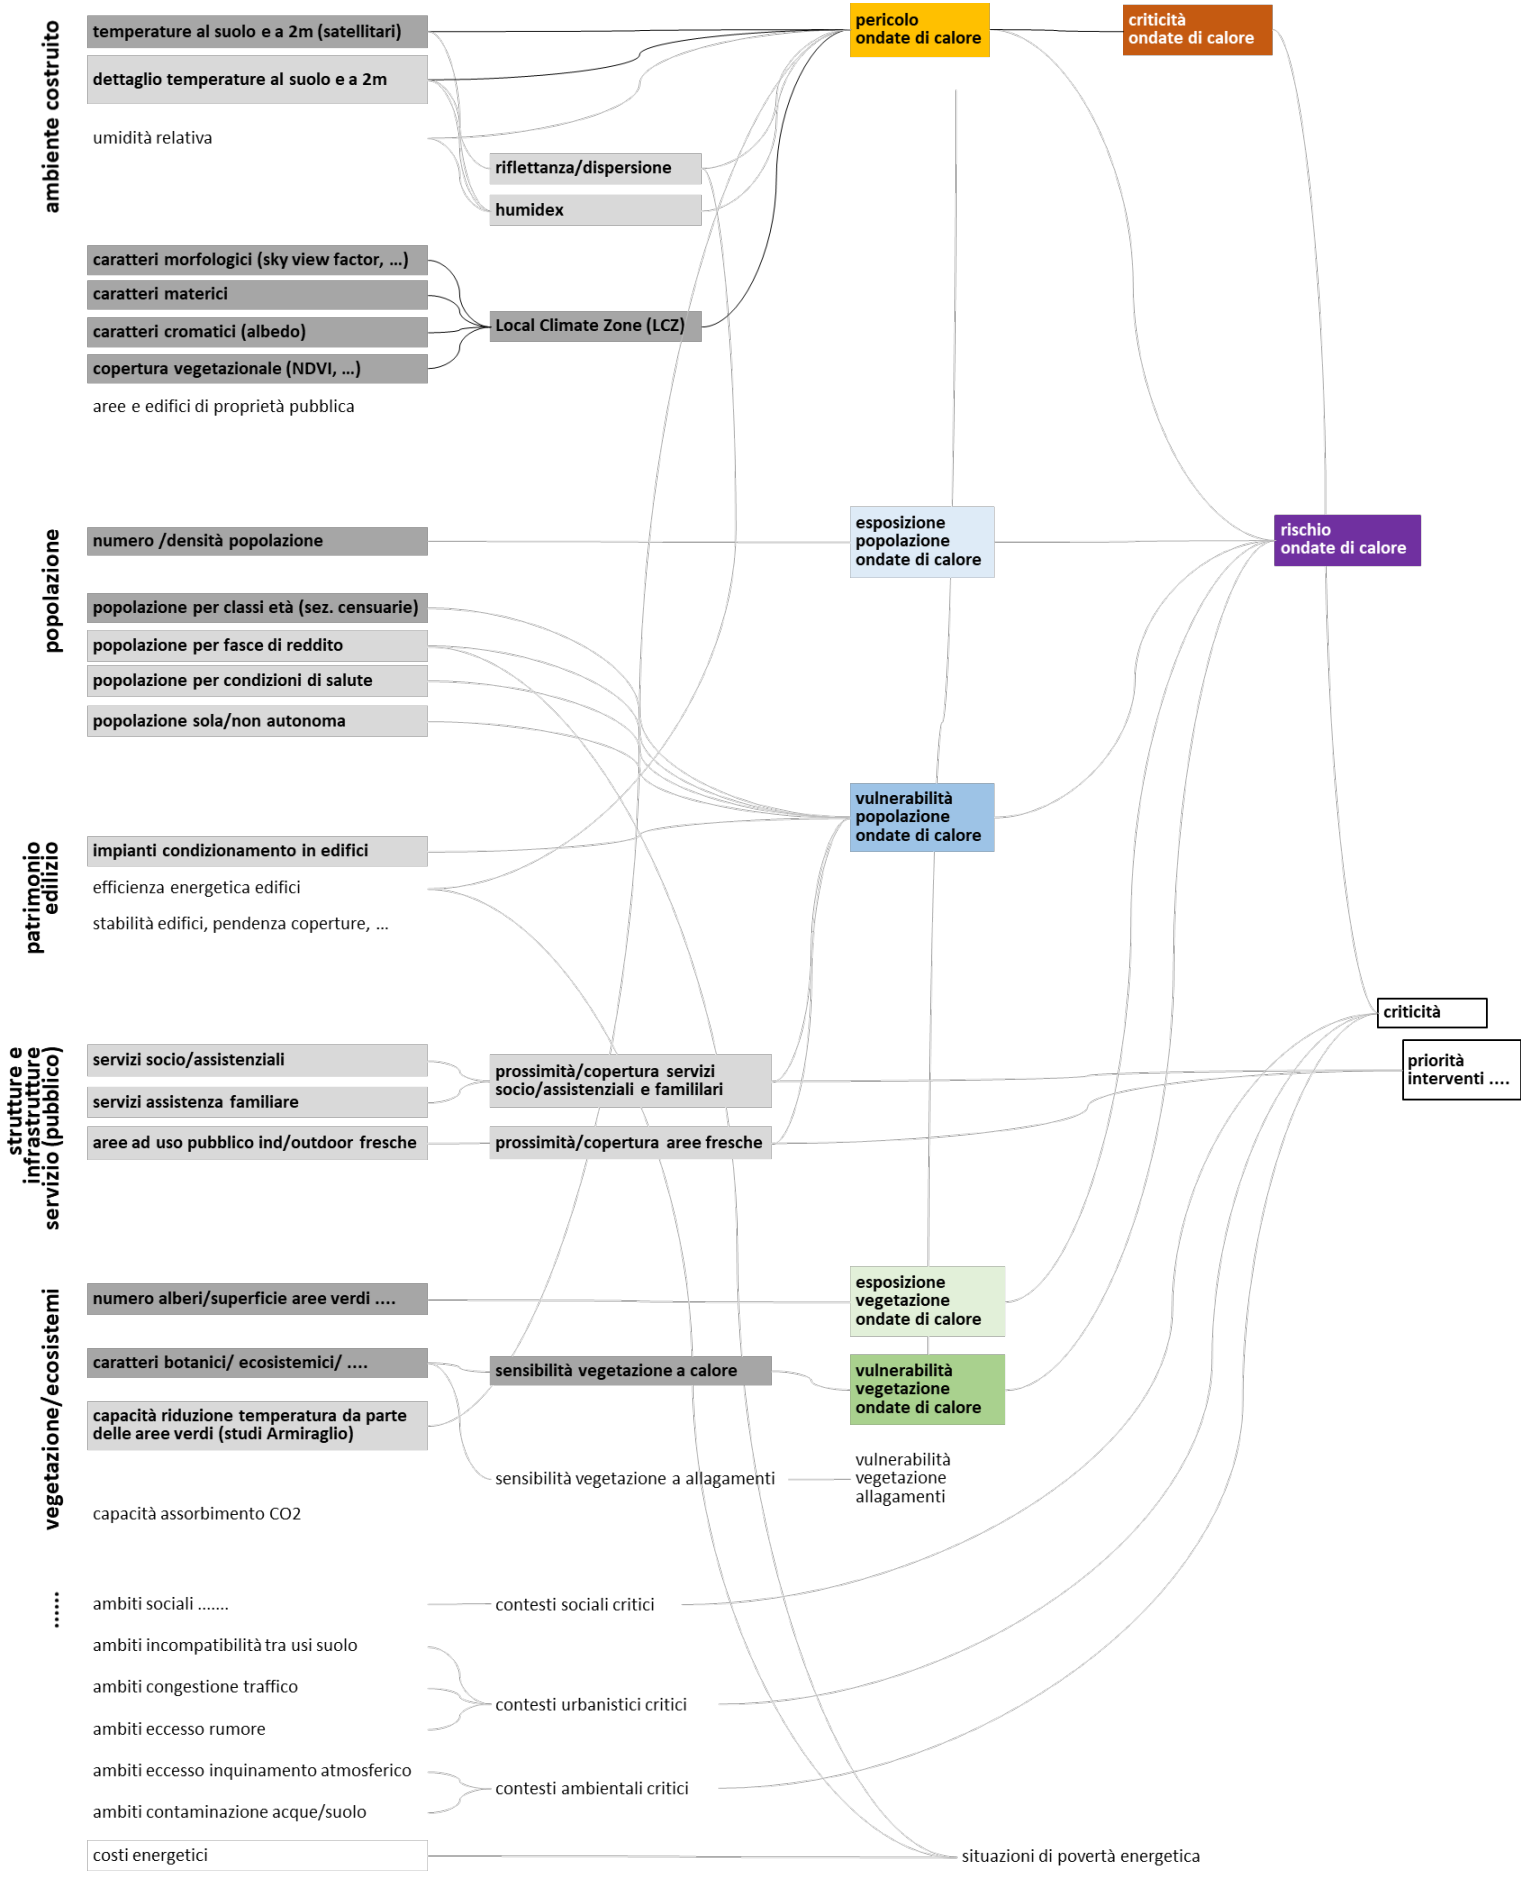 ambiente costruito
temperature al suolo e a 2m (satellitari)
dettaglio temperature al suolo e a 2m
umidità relativa
riflettanza/dispersione
humidex
caratteri morfologici (sky view factor, ...)
caratteri materici
caratteri cromatici (albedo)
copertura vegetazionale (NDVI, ...)
Local Climate Zone (LCZ)
aree e edifici di proprietà pubblica
pericolo
ondate di calore
criticità
ondate di calore
popolazione
numero /densità popolazione
popolazione per classi età (sez. censuarie)
popolazione per fasce di reddito
popolazione per condizioni di salute
popolazione sola/non autonoma
esposizione
popolazione
ondate di calore
rischio
ondate di calore
patrimonio
edilizio
impianti condizionamento in edifici
efficienza energetica edifici
stabilità edifici, pendenza coperture, ...
vulnerabilità
popolazione
ondate di calore
strutture e
infrastrutture
servizio (pubblico)
servizi socio/assistenziali
servizi assistenza familiare
aree ad uso pubblico ind/outdoor fresche
prossimità/copertura servizi
socio/assistenziali e famililari
prossimità/copertura aree fresche
criticità
priorità
interventi ....
vegetazione/ecosistemi
numero alberi/superficie aree verdi ....
caratteri botanici/ ecosistemici/ ....
capacità riduzione temperatura da parte
delle aree verdi (studi Armiraglio)
capacità assorbimento CO2
sensibilità vegetazione a calore
sensibilità vegetazione a allagamenti
esposizione
vegetazione
ondate di calore
vulnerabilità
vegetazione
ondate di calore
vulnerabilità
vegetazione
allagamenti
......
ambiti sociali .......
ambiti incompatibilità tra usi suolo
ambiti congestione traffico
ambiti eccesso rumore
ambiti eccesso inquinamento atmosferico
ambiti contaminazione acque/suolo
costi energetici
contesti sociali critici
contesti urbanistici critici
contesti ambientali critici
situazioni di povertà energetica